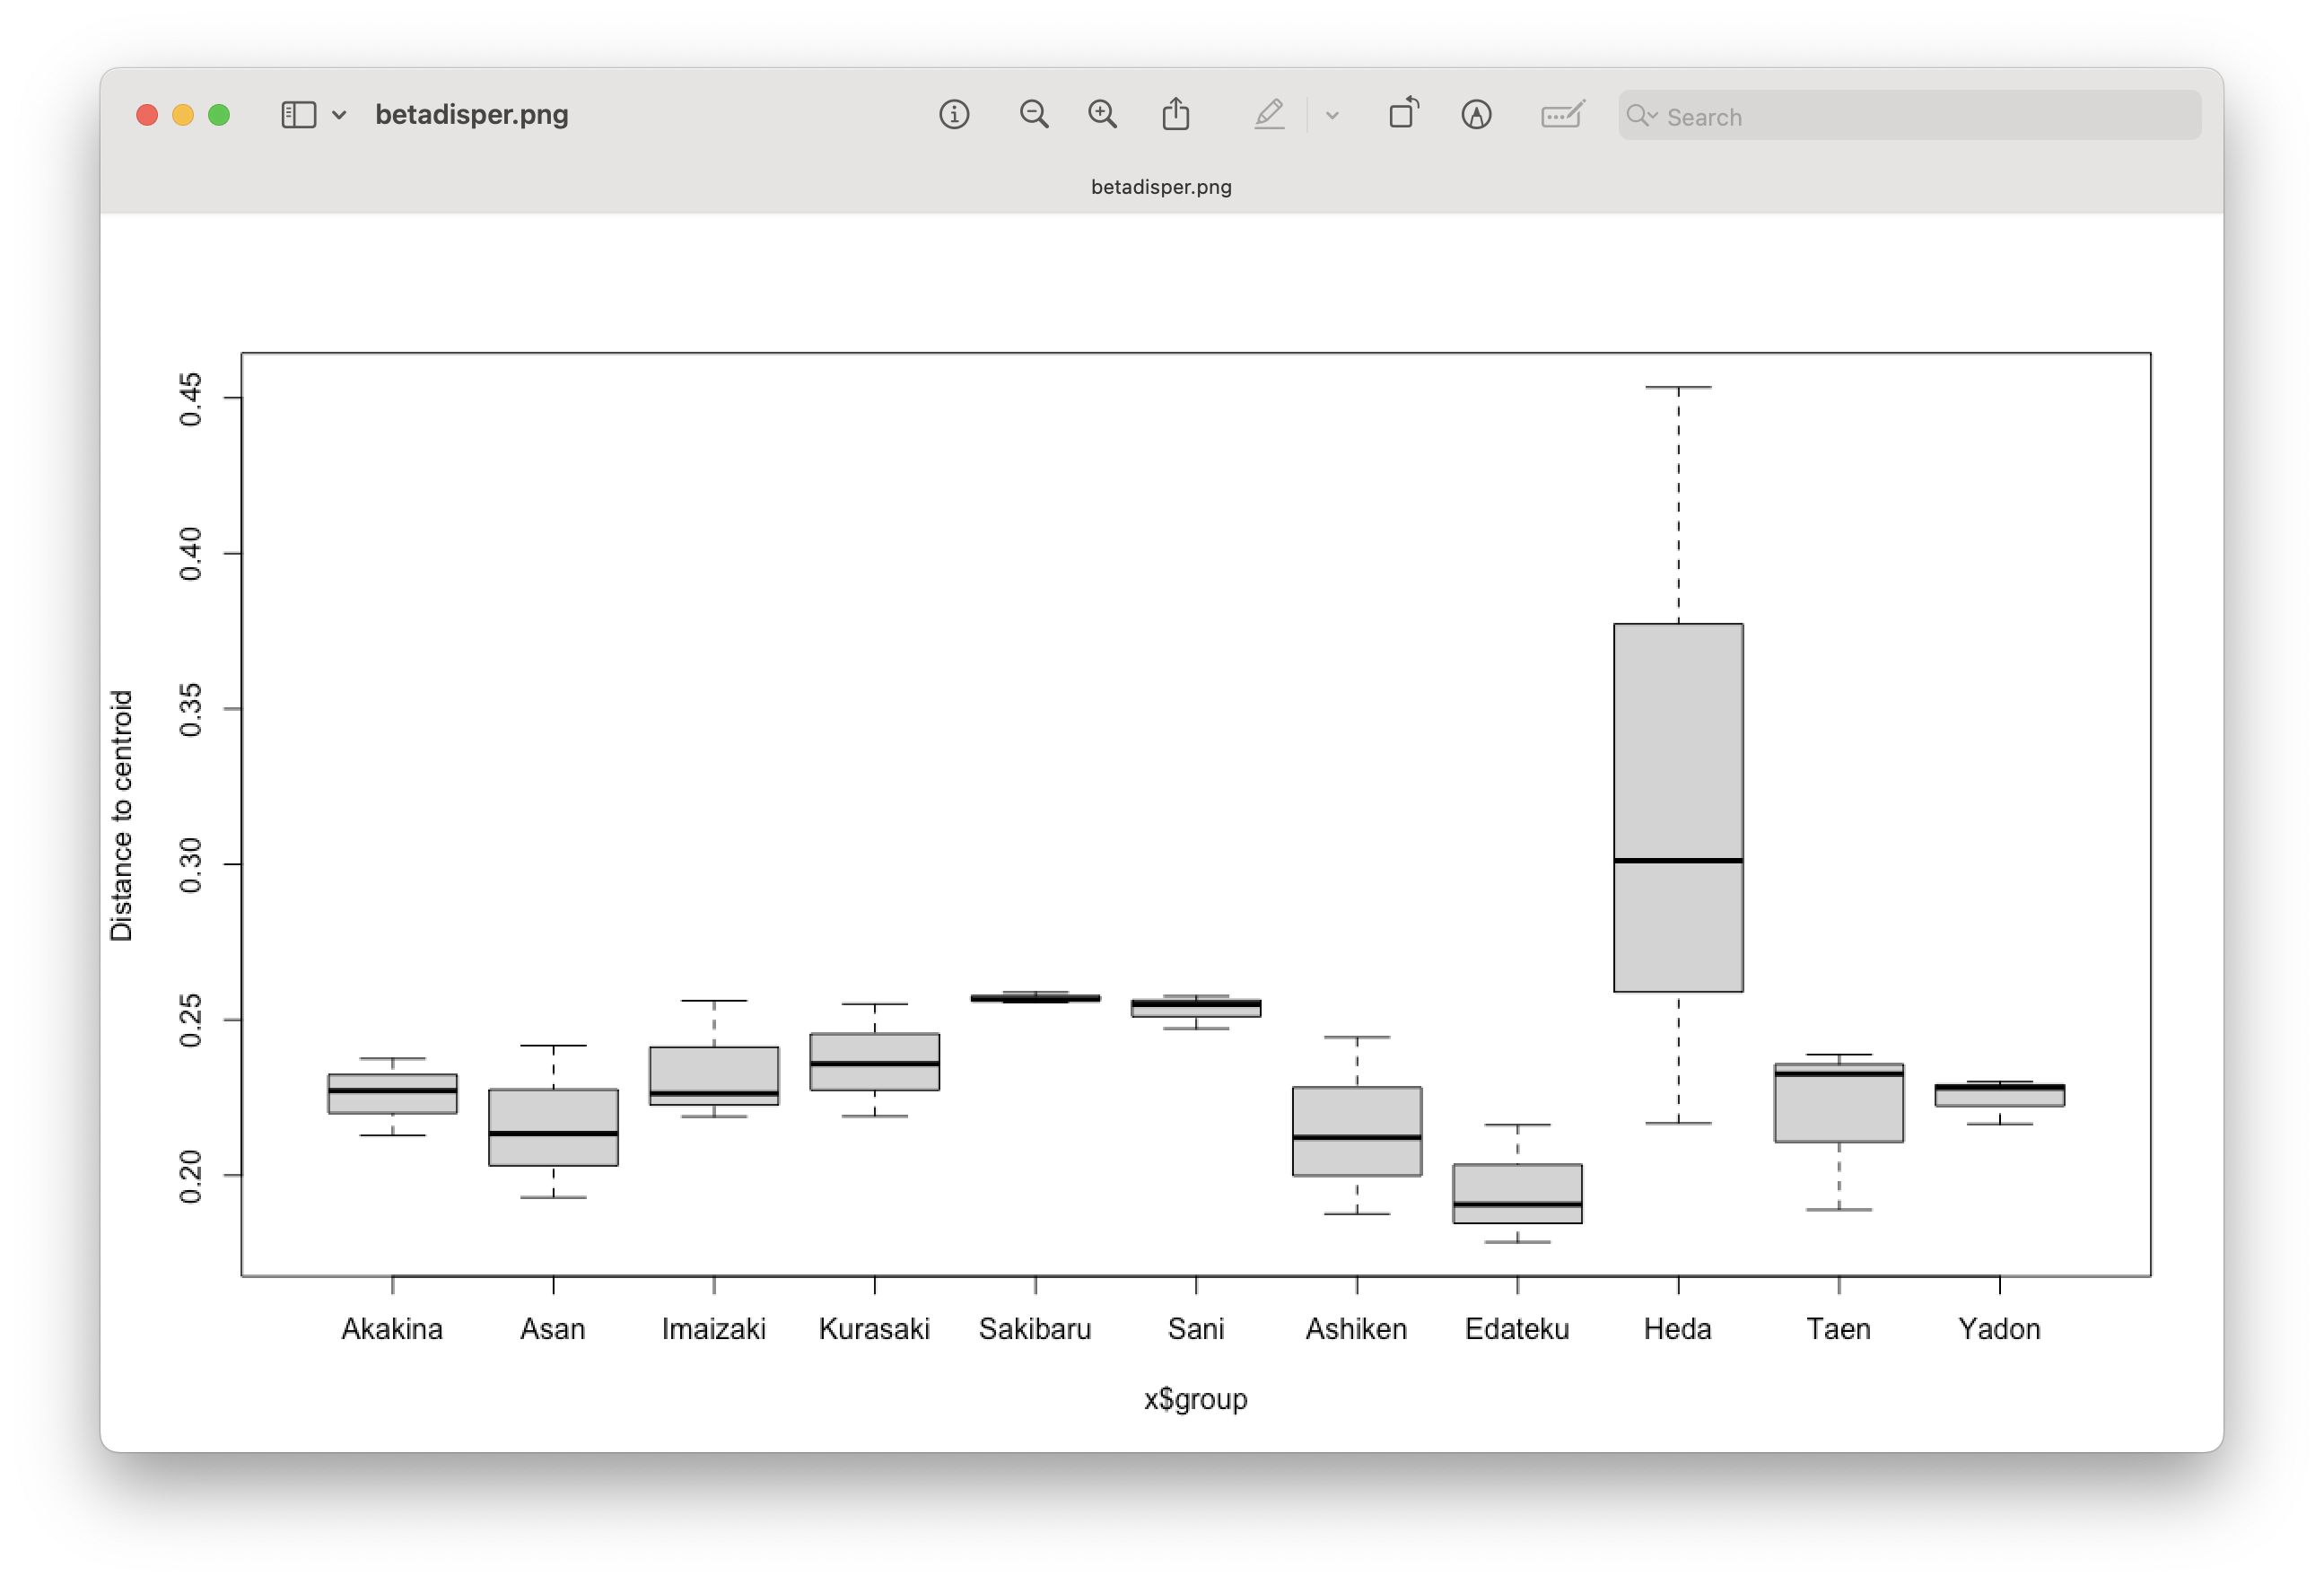 betadisper.png
Search
betadisper.png
0.45
0.40
0.35
0.30
0.25
0.20
Distance to centroid
Akakina Asan Imaizaki Kurasaki Sakibaru Sani Ashiken Edateku Heda Taen Yadon
x$group